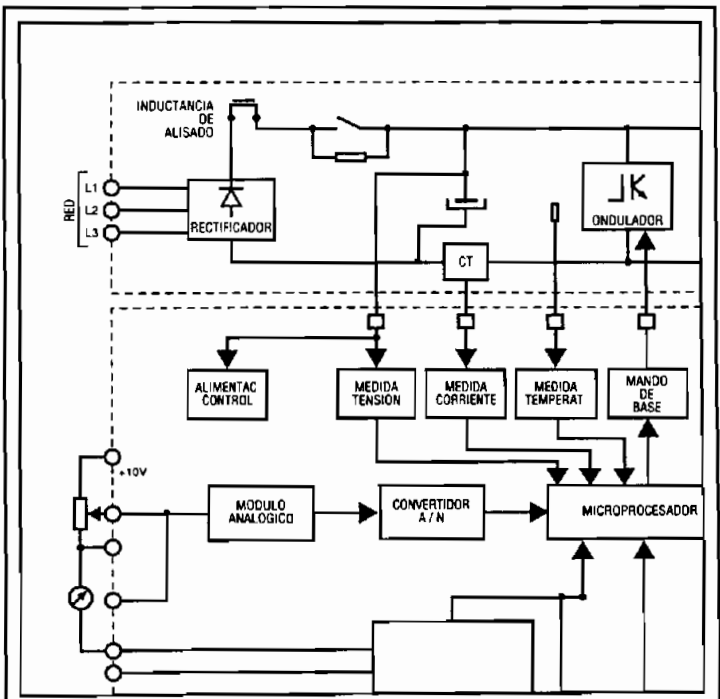 INDUCTANCIA
DE
ALISADO
RED
L1
L2
L3
RECTIFICADOR
ONDULADOR
CT
ALIMENTAC
CONTROL
MEDIDA
TENSION
MEDIDA
CORRIENTE
MEDIDA
TEMPERAT
MANDO
DE
BASE
+10V
MODULO
ANALOGICO
CONVERTIDOR
A / N
MICROPROCESADOR